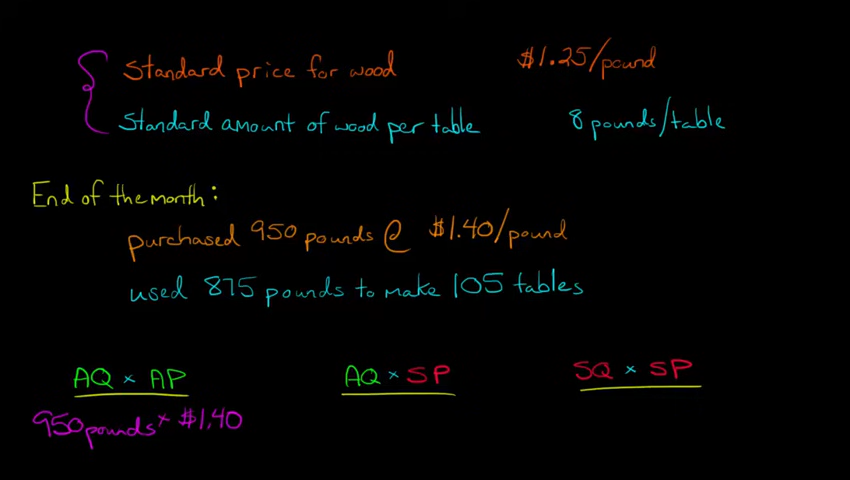 Standard price for wood $1.25/pound
Standard amount of wood per table 8 pounds/table
End of the month:
purchased 950 pounds @ $1.40/pound
used 875 pounds to make 105 tables
AQ × AP AQ × SP SQ × SP
950 pounds × $1.40